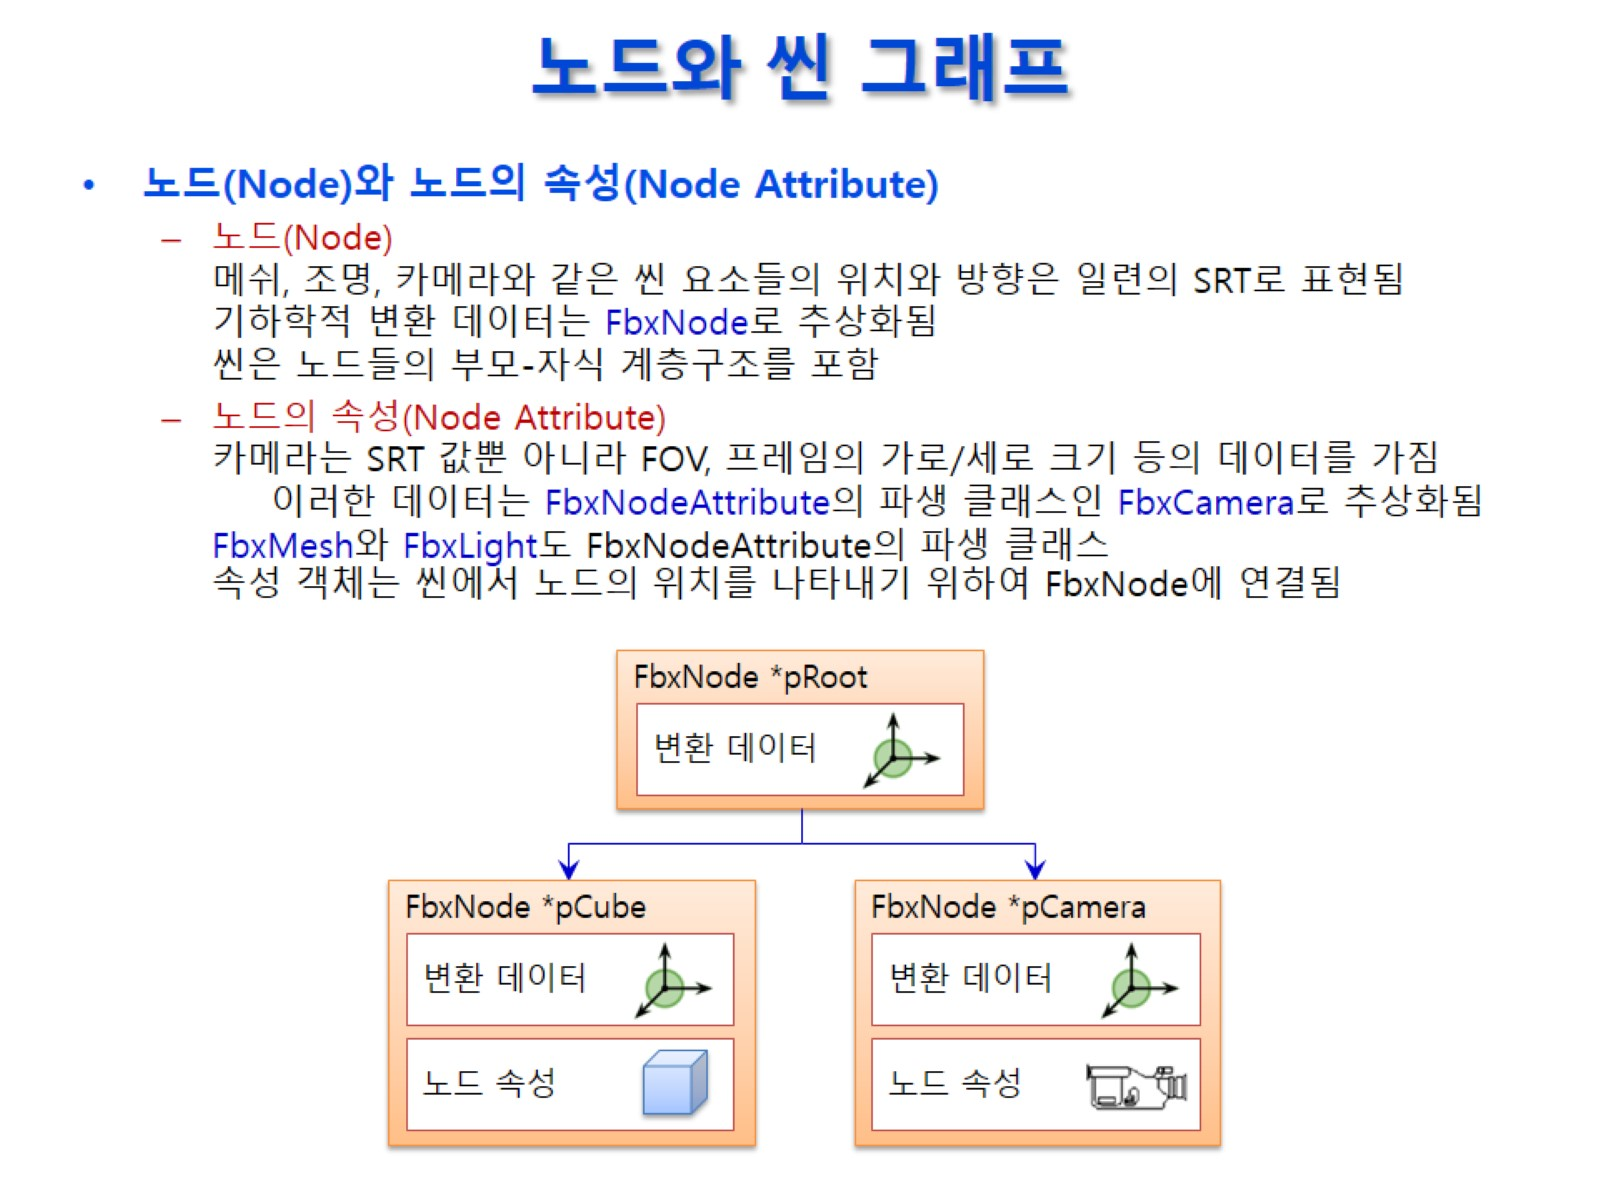 노드와 씬 그래프
• 노드(Node)와 노드의 속성(Node Attribute)
– 노드(Node)
메쉬, 조명, 카메라와 같은 씬 요소들의 위치와 방향은 일련의 SRT로 표현됨
기하학적 변환 데이터는 FbxNode로 추상화됨
씬은 노드들의 부모-자식 계층구조를 포함
– 노드의 속성(Node Attribute)
카메라는 SRT 값뿐 아니라 FOV, 프레임의 가로/세로 크기 등의 데이터를 가짐
이러한 데이터는 FbxNodeAttribute의 파생 클래스인 FbxCamera로 추상화됨
FbxMesh와 FbxLight도 FbxNodeAttribute의 파생 클래스
속성 객체는 씬에서 노드의 위치를 나타내기 위하여 FbxNode에 연결됨
FbxNode *pRoot
변환 데이터
FbxNode *pCube
변환 데이터
노드 속성
FbxNode *pCamera
변환 데이터
노드 속성